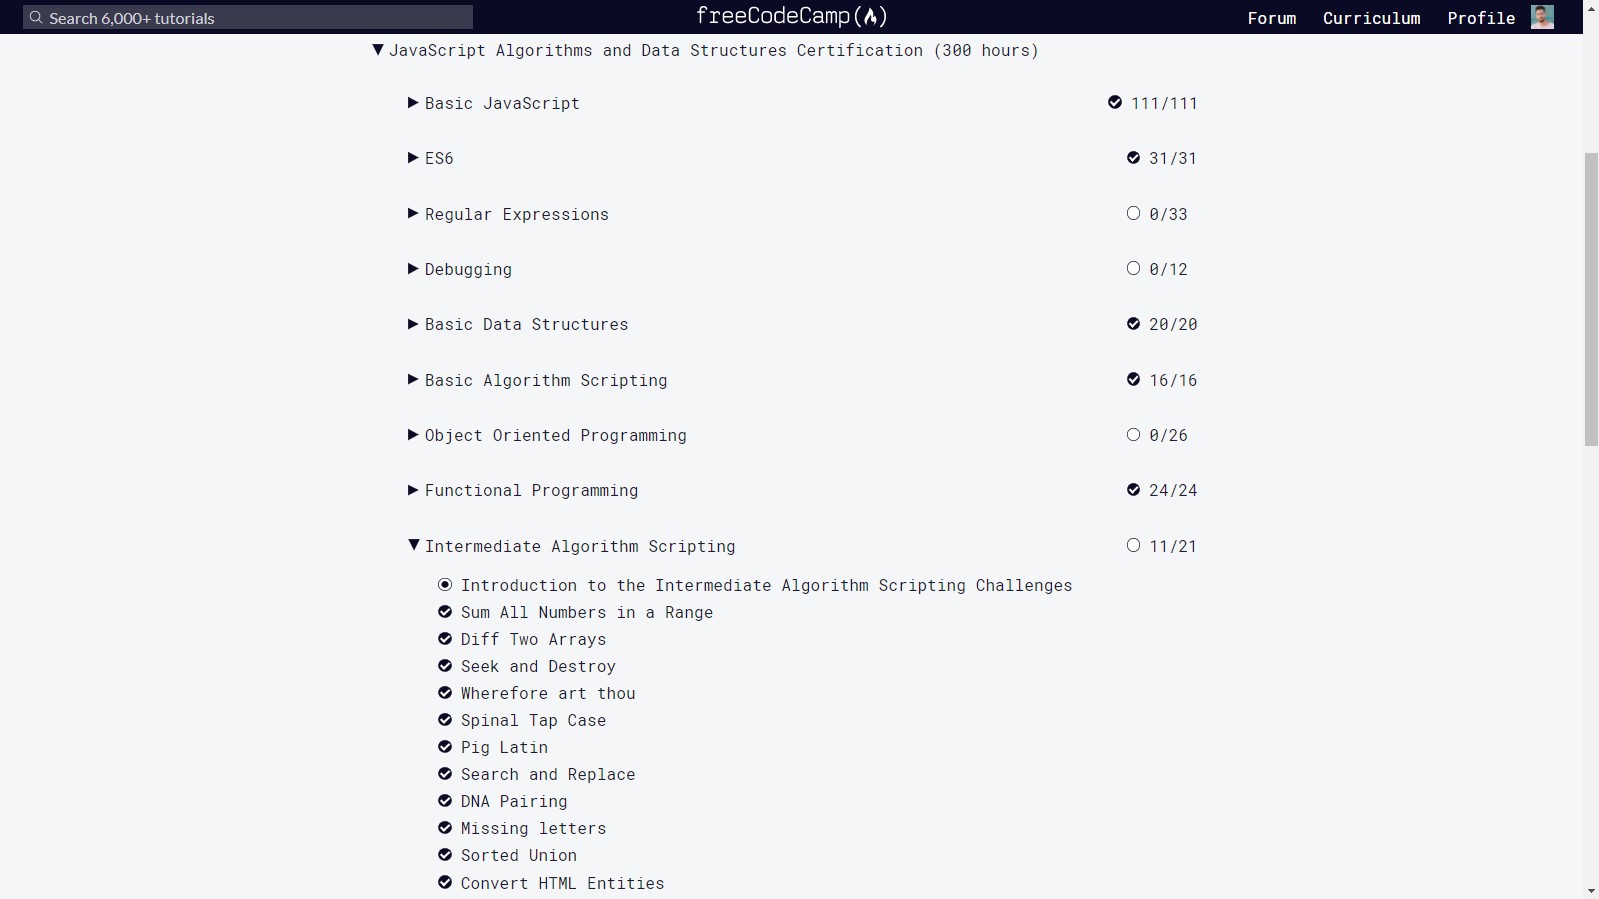 Search 6,000+ tutorials
freeCodeCamp
Forum Curriculum Profile
JavaScript Algorithms and Data Structures Certification (300 hours)
Basic JavaScript 111/111
ES6 31/31
Regular Expressions 0/33
Debugging 0/12
Basic Data Structures 20/20
Basic Algorithm Scripting 16/16
Object Oriented Programming 0/26
Functional Programming 24/24
Intermediate Algorithm Scripting 11/21
Introduction to the Intermediate Algorithm Scripting Challenges
Sum All Numbers in a Range
Diff Two Arrays
Seek and Destroy
Wherefore art thou
Spinal Tap Case
Pig Latin
Search and Replace
DNA Pairing
Missing letters
Sorted Union
Convert HTML Entities